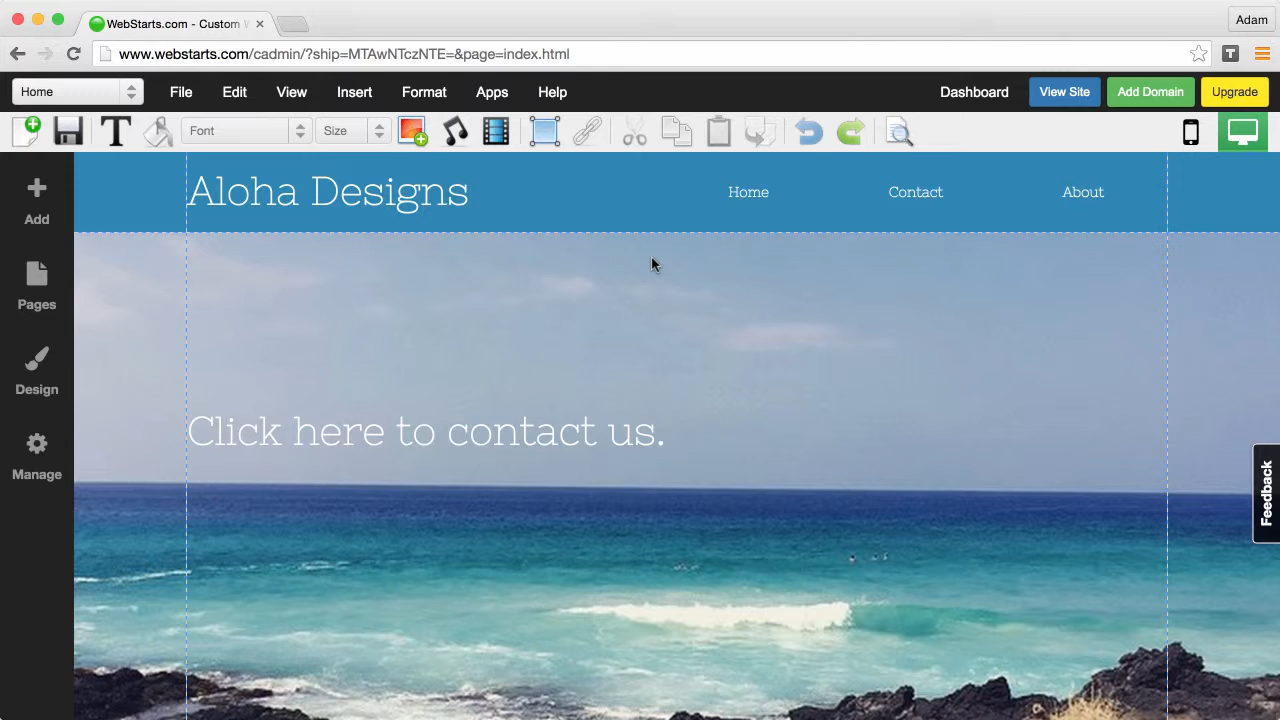 WebStarts.com - Custom W
Adam
www.webstarts.com/cadmin/?ship=MTAwNTczNTE=&page=index.html
T
Home File Edit View Insert Format Apps Help Dashboard View Site Add Domain Upgrade
T Font Size
Add
Pages
Design
Manage
Aloha Designs Home Contact About
Click here to contact us.
Feedback